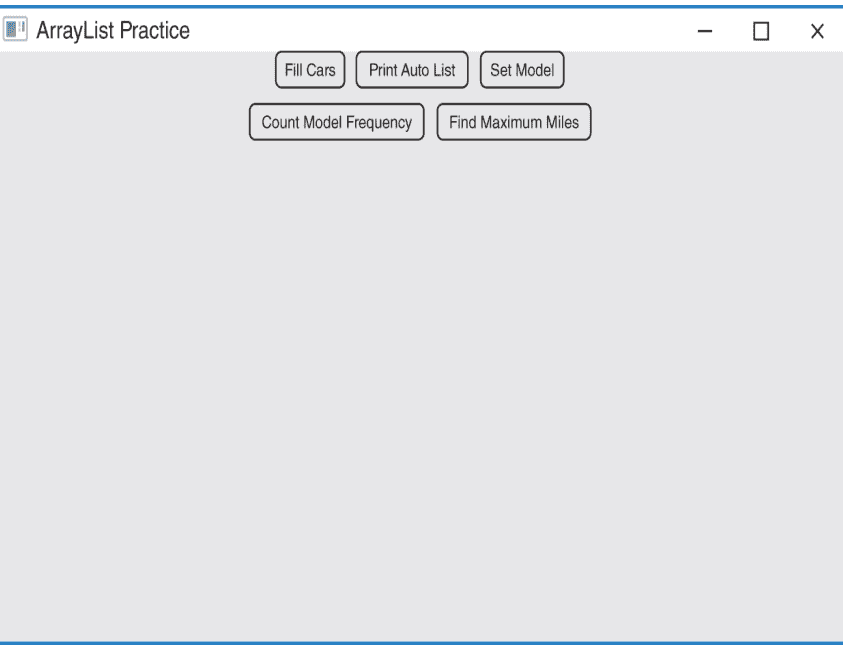 ArrayList Practice
Fill Cars Print Auto List Set Model
Count Model Frequency Find Maximum Miles